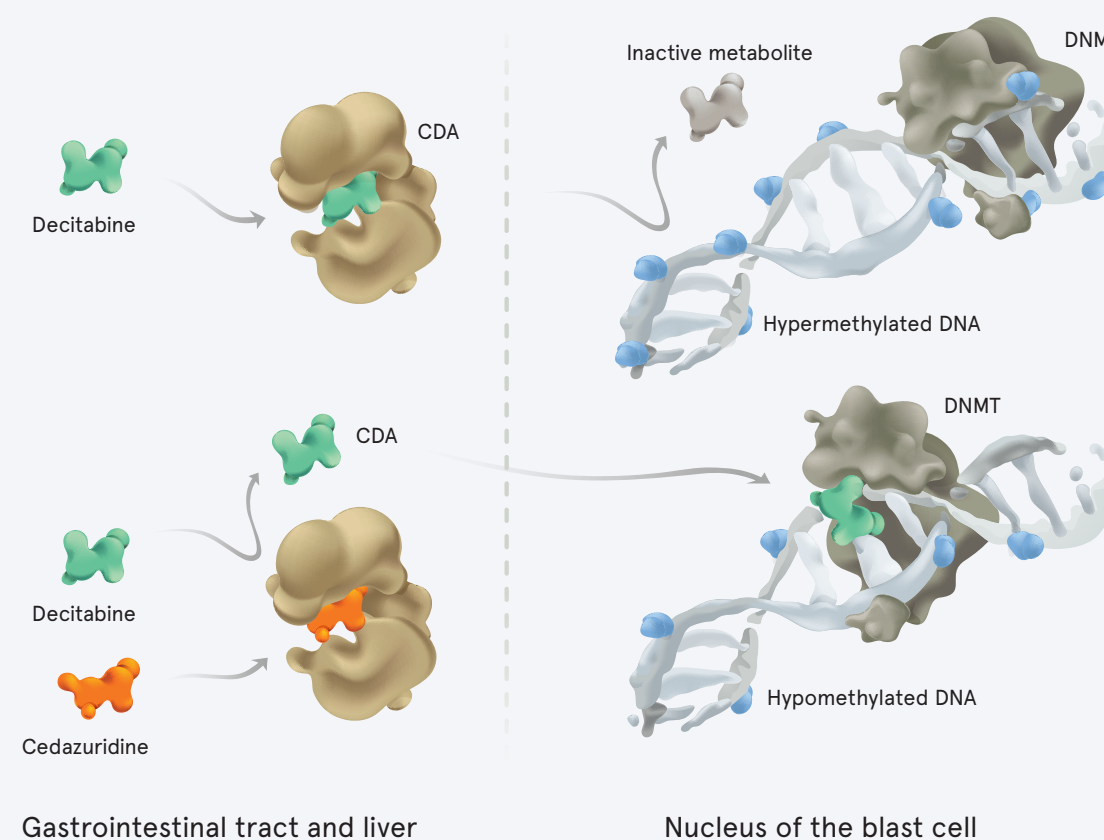 Inactive metabolite
DNM
CDA
Decitabine
Hypermethylated DNA
DNMT
CDA
Decitabine
Hypomethylated DNA
Cedazuridine
Gastrointestinal tract and liver
Nucleus of the blast cell